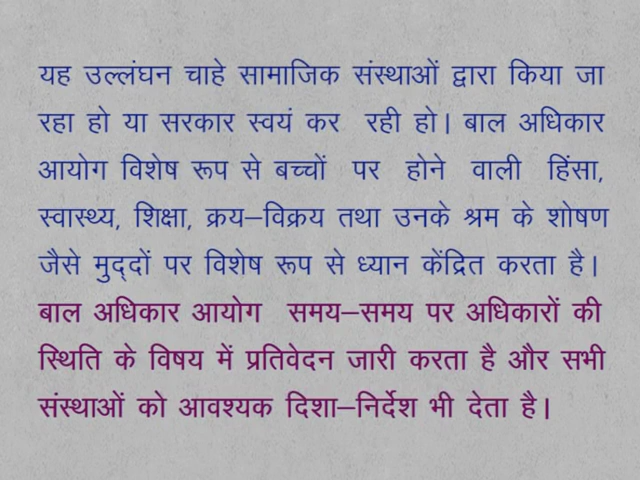 यह उल्लंघन चाहे सामाजिक संस्थाओं द्वारा किया जा
रहा हो या सरकार स्वयं कर रही हो। बाल अधिकार
आयोग विशेष रूप से बच्चों पर होने वाली हिंसा,
स्वास्थ्य, शिक्षा, क्रय–विक्रय तथा उनके श्रम के शोषण
जैसे मुद्दों पर विशेष रूप से ध्यान केंद्रित करता है।
बाल अधिकार आयोग समय–समय पर अधिकारों की
स्थिति के विषय में प्रतिवेदन जारी करता है और सभी
संस्थाओं को आवश्यक दिशा–निर्देश भी देता है।